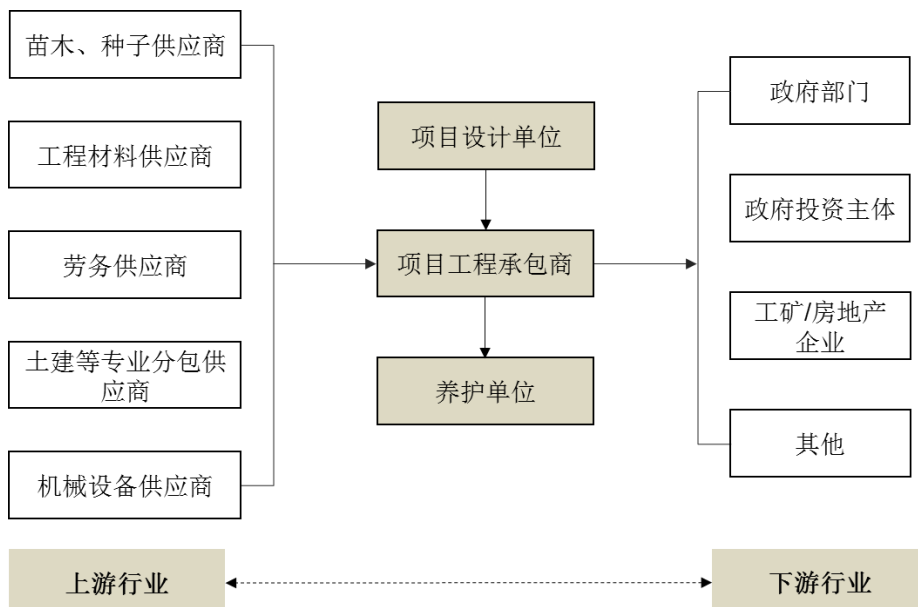 苗木、种子供应商
工程材料供应商
劳务供应商
土建等专业分包供
应商
机械设备供应商
项目设计单位
项目工程承包商
养护单位
政府部门
政府投资主体
工矿/房地产
企业
其他
上游行业
下游行业